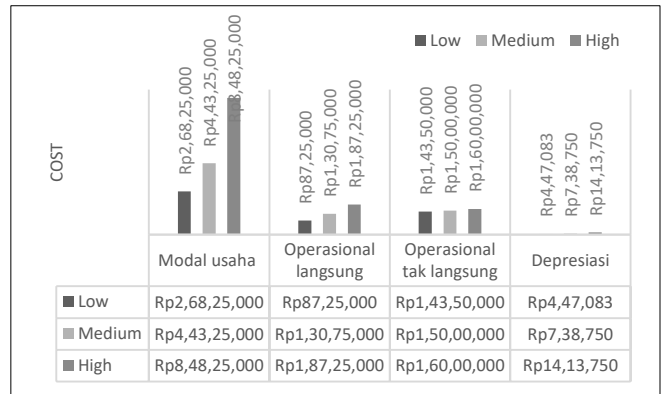 Low Medium High
COST
Rp2,68,25,000
Rp4,43,25,000
Rp8,48,25,000
Rp87,25,000
Rp1,30,75,000
Rp1,87,25,000
Rp1,43,50,000
Rp1,50,00,000
Rp1,60,00,000
Rp4,47,083
Rp7,38,750
Rp14,13,750
Modal usaha
Operasional
langsung
Operasional
tak langsung
Depresiasi
Low Rp2,68,25,000 Rp87,25,000 Rp1,43,50,000 Rp4,47,083
Medium Rp4,43,25,000 Rp1,30,75,000 Rp1,50,00,000 Rp7,38,750
High Rp8,48,25,000 Rp1,87,25,000 Rp1,60,00,000 Rp14,13,750